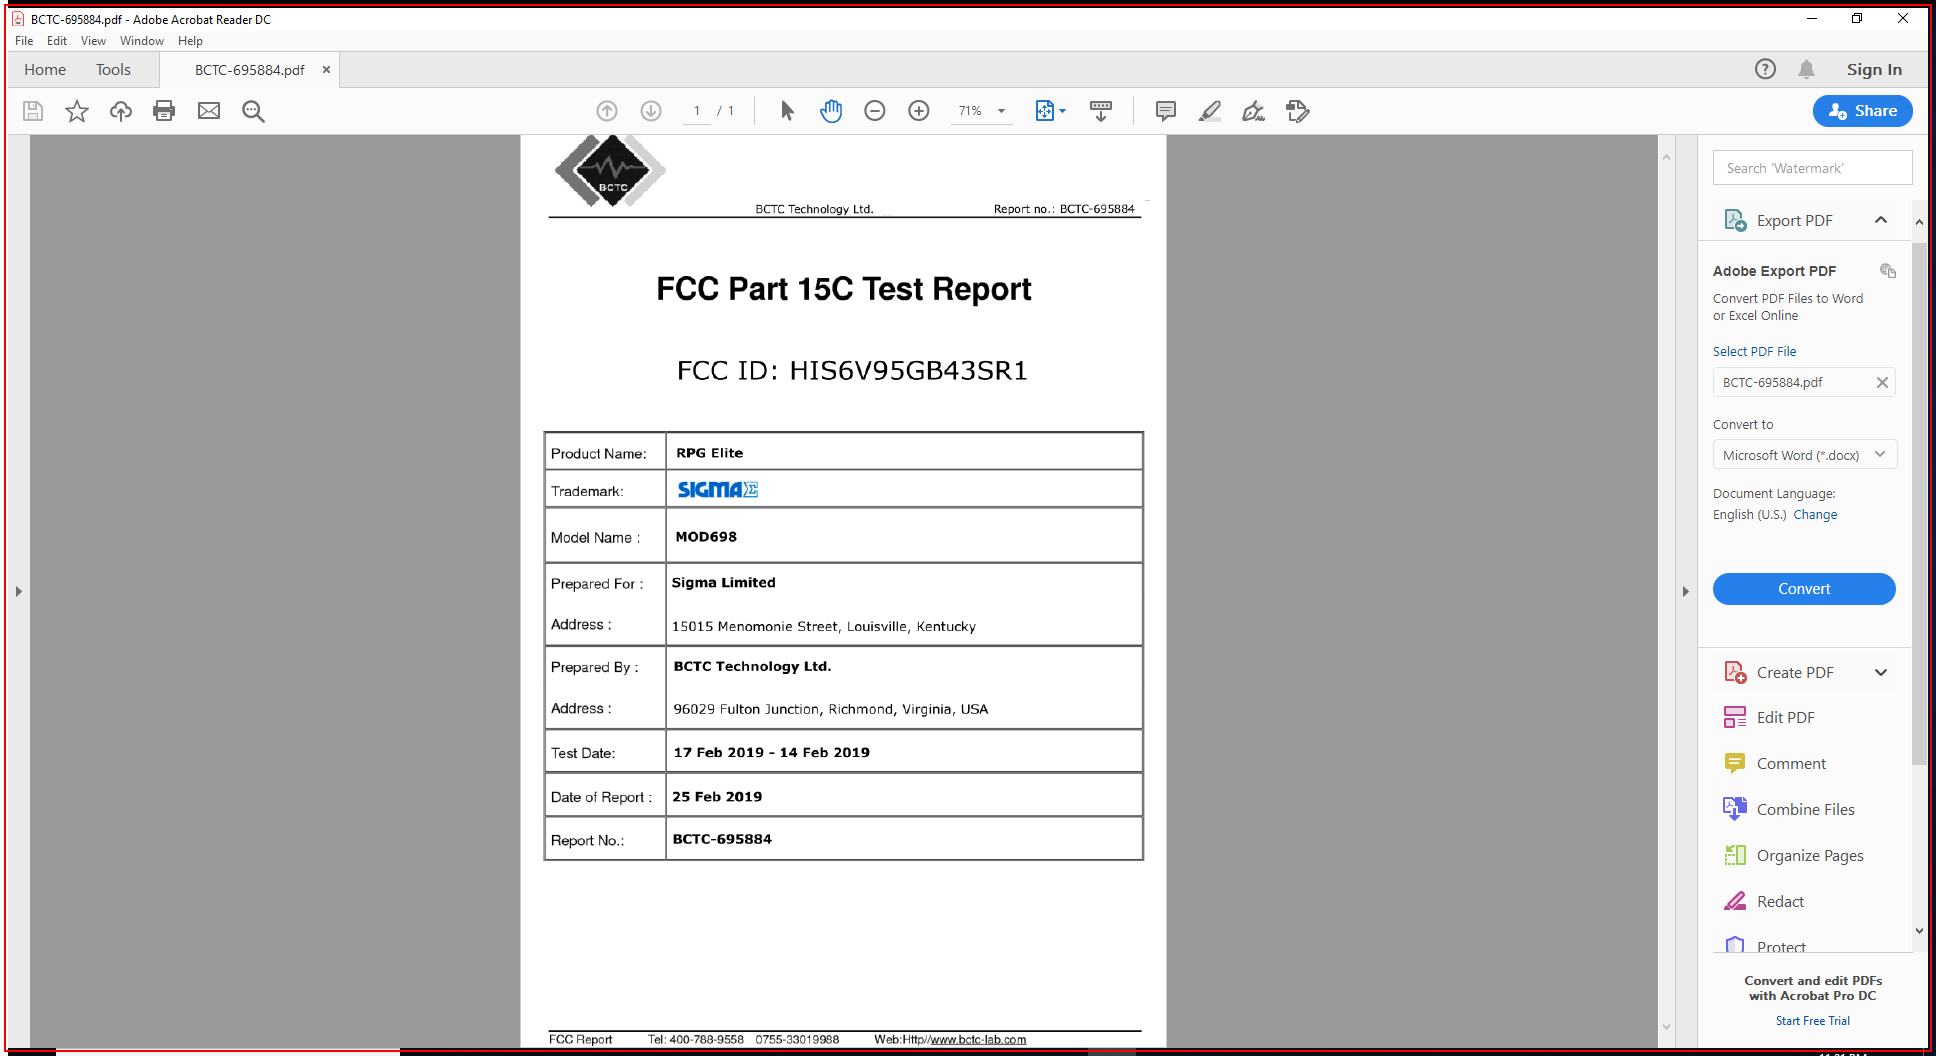 BCTC-695884.pdf - Adobe Acrobat Reader DC
File Edit View Window Help
Home Tools BCTC-695884.pdf Sign In
1 / 1 71% Share
Search 'Watermark'
BCTC
BCTC Technology Ltd. Report no.: BCTC-695884
FCC Part 15C Test Report
FCC ID: HIS6V95GB43SR1
Product Name: RPG Elite
Trademark: SIGMA Σ
Model Name : MOD698
Prepared For : Sigma Limited
Address : 15015 Menomonie Street, Louisville, Kentucky
Prepared By : BCTC Technology Ltd.
Address : 96029 Fulton Junction, Richmond, Virginia, USA
Test Date: 17 Feb 2019 - 14 Feb 2019
Date of Report : 25 Feb 2019
Report No.: BCTC-695884
FCC Report Tel: 400-788-9558 0755-33019988 Web:Http//www.bctc-lab.com
Export PDF
Adobe Export PDF
Convert PDF Files to Word
or Excel Online
Select PDF File
BCTC-695884.pdf
Convert to
Microsoft Word (*.docx)
Document Language:
English (U.S.) Change
Convert
Create PDF
Edit PDF
Comment
Combine Files
Organize Pages
Redact
Protect
Convert and edit PDFs
with Acrobat Pro DC
Start Free Trial